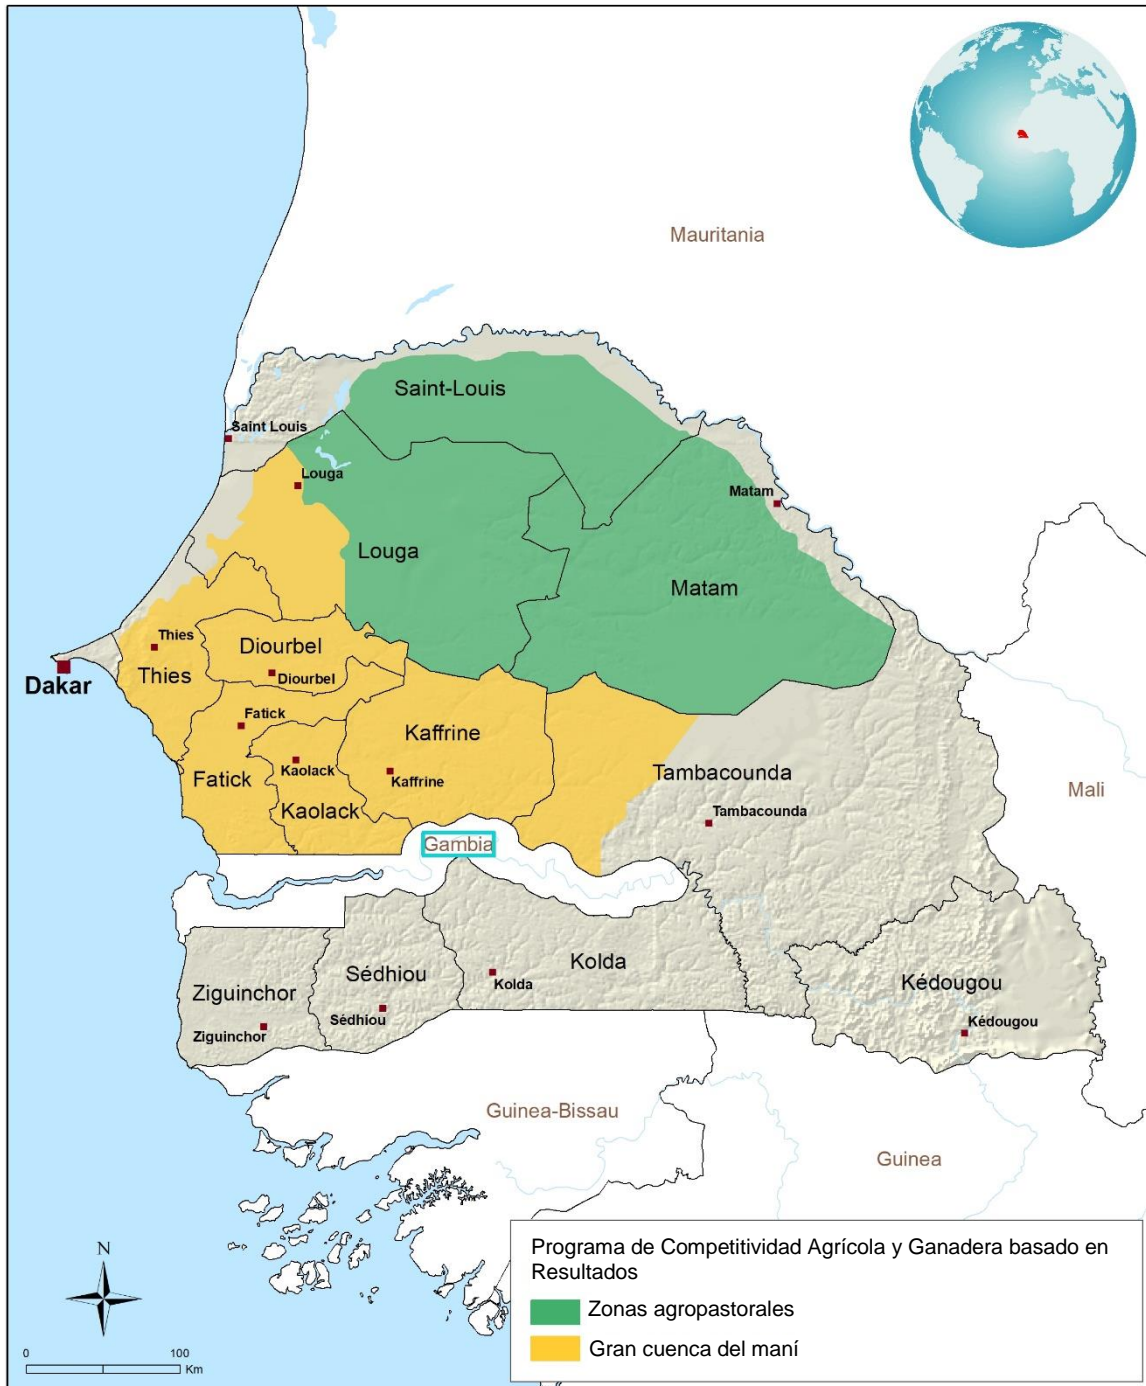 Mauritania
Saint-Louis
Saint Louis
Louga
Matam
Louga
Matam
Thies
Diourbel
Thies
Diourbel
Dakar
Fatick
Kaffrine
Kaolack
Fatick
Kaffrine
Tambacounda
Mali
Kaolack
Tambacounda
Gambia
Kolda
Sédhiou
Kédougou
Kolda
Ziguinchor
Sédhiou
Kédougou
Ziguinchor
Guinea-Bissau
Guinea
Programa de Competitividad Agrícola y Ganadera basado en
Resultados
Zonas agropastorales
Gran cuenca del maní
N
0 100
Km